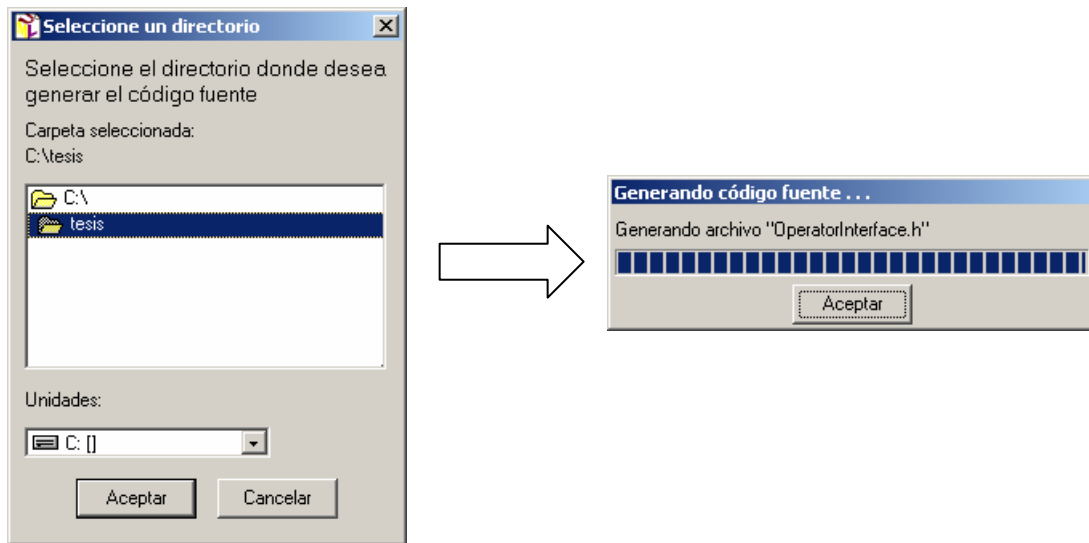 Seleccione un directorio
Seleccione el directorio donde desea
generar el código fuente
Carpeta seleccionada:
C:\tesis
C:\
tesis
Unidades:
C: []
Aceptar Cancelar
Generando código fuente . . .
Generando archivo "OperatorInterface.h"
Aceptar